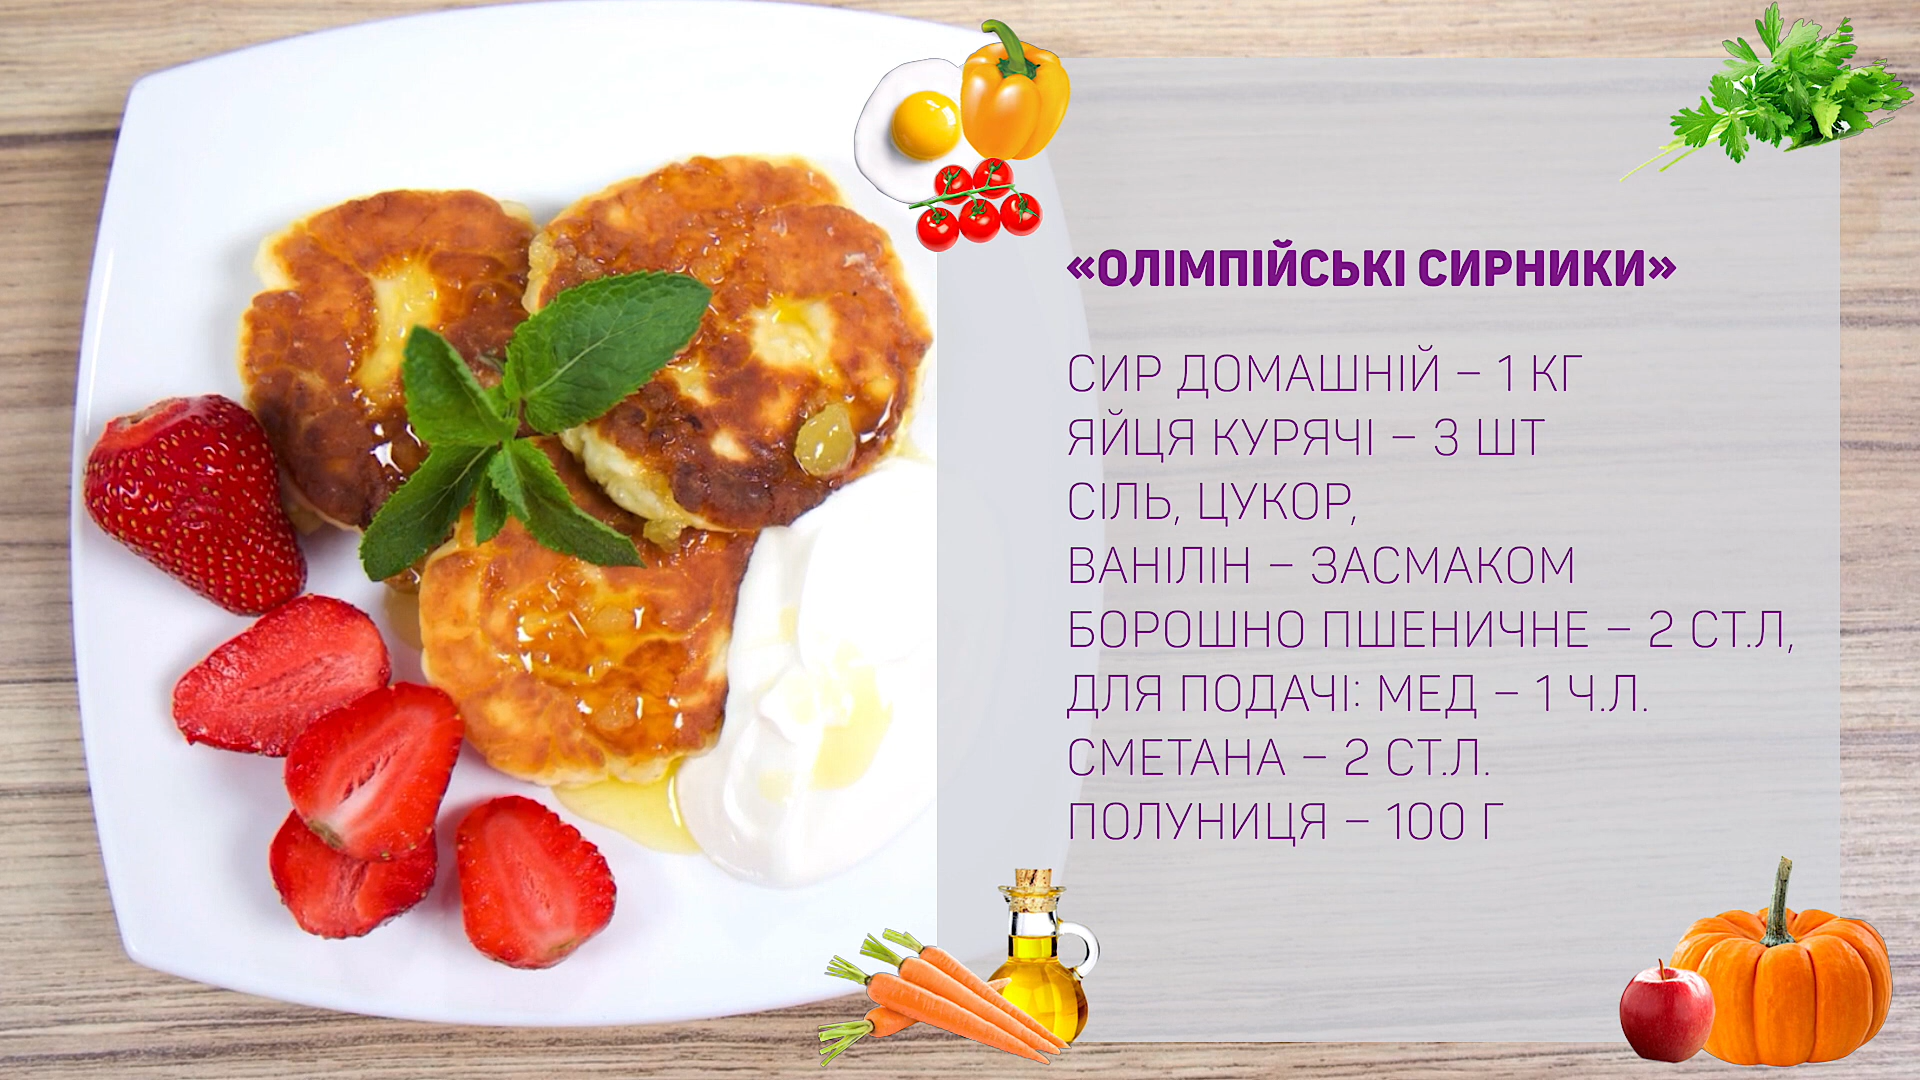 «ОЛІМПІЙСЬКІ СИРНИКИ»
СИР ДОМАШНІЙ – 1 КГ
ЯЙЦЯ КУРЯЧІ – 3 ШТ
СІЛЬ, ЦУКОР,
ВАНІЛІН – ЗАСМАКОМ
БОРОШНО ПШЕНИЧНЕ – 2 СТ.Л,
ДЛЯ ПОДАЧІ: МЕД – 1 Ч.Л.
СМЕТАНА – 2 СТ.Л.
ПОЛУНИЦЯ – 100 Г